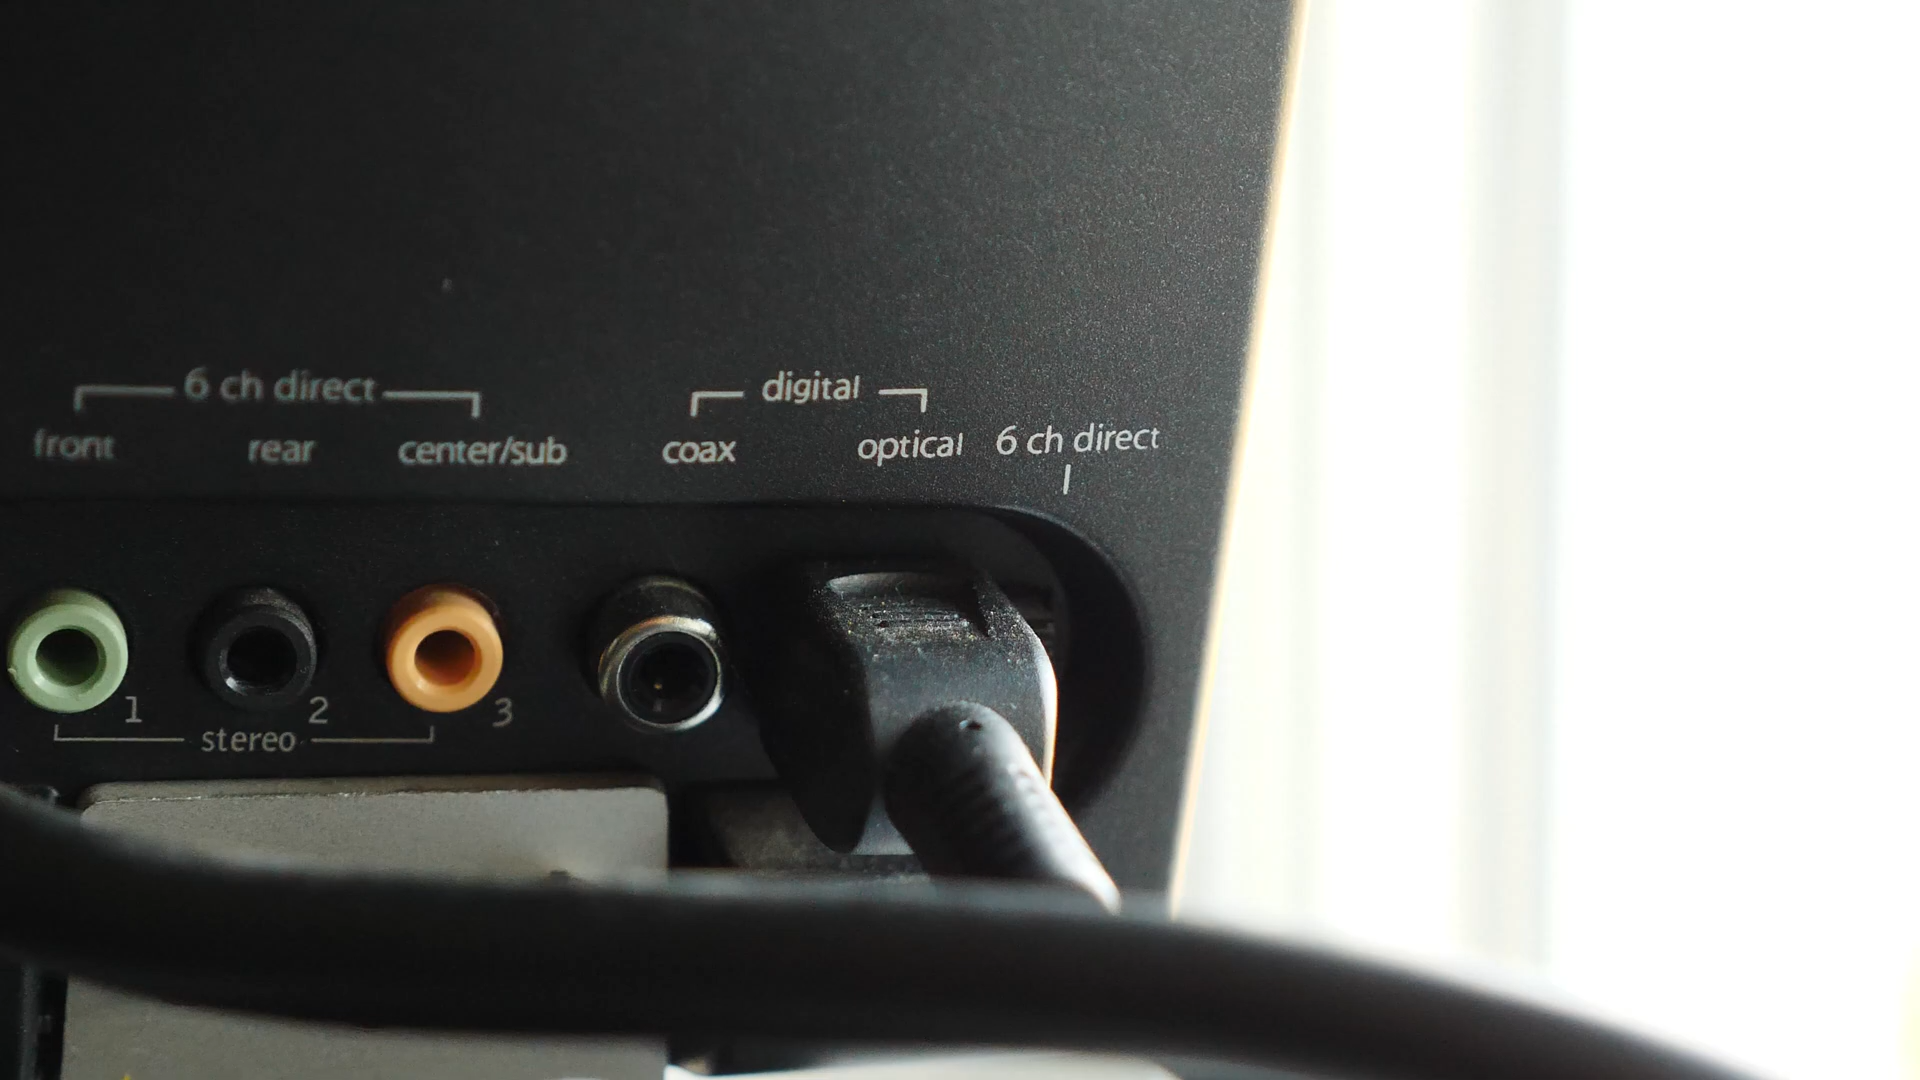 6 ch direct
digital
front rear center/sub coax optical 6 ch direct
1 2 3
stereo